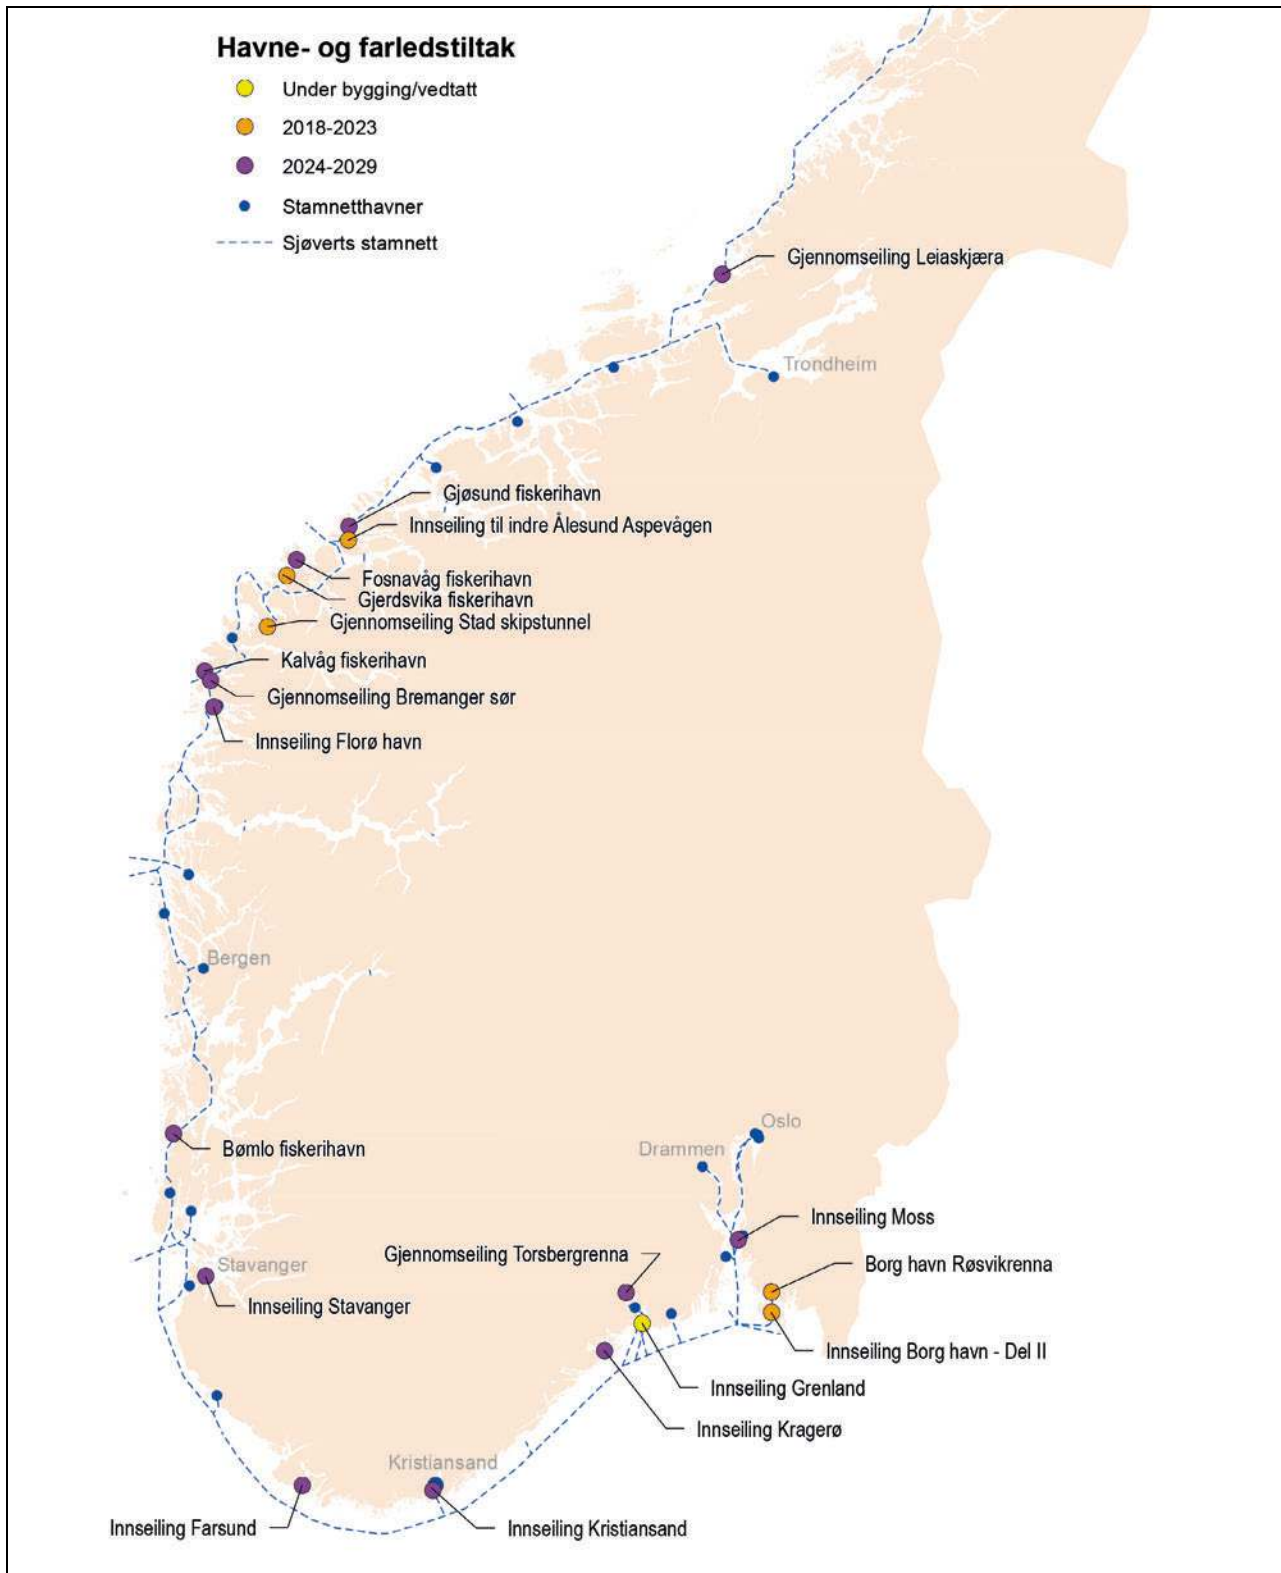 Havne- og farledstiltak
Under bygging/vedtatt
2018-2023
2024-2029
Stamnetthavner
Sjøverts stamnett
Gjennomseiling Leiaskjæra
Trondheim
Gjøsund fiskerihavn
Innseiling til indre Ålesund Aspevågen
Fosnavåg fiskerihavn
Gjerdsvika fiskerihavn
Gjennomseiling Stad skipstunnel
Kalvåg fiskerihavn
Gjennomseiling Bremanger sør
Innseiling Florø havn
Bergen
Oslo
Drammen
Bømlo fiskerihavn
Innseiling Moss
Gjennomseiling Torsbergrenna
Stavanger
Borg havn Røsvikrenna
Innseiling Stavanger
Innseiling Borg havn - Del II
Innseiling Grenland
Innseiling Kragerø
Kristiansand
Innseiling Farsund
Innseiling Kristiansand